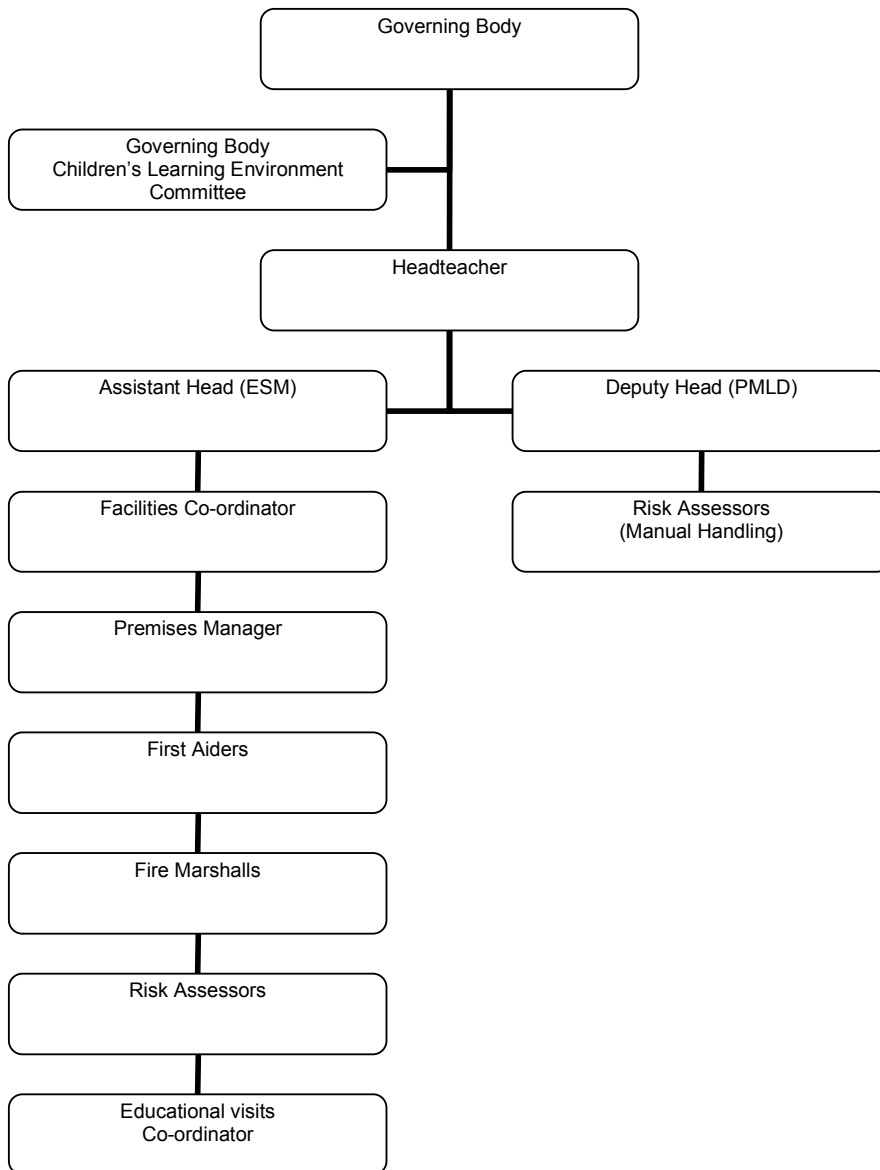 Governing Body
Governing Body
Children’s Learning Environment
Committee
Headteacher
Assistant Head (ESM)
Deputy Head (PMLD)
Facilities Co-ordinator
Risk Assessors
(Manual Handling)
Premises Manager
First Aiders
Fire Marshalls
Risk Assessors
Educational visits
Co-ordinator